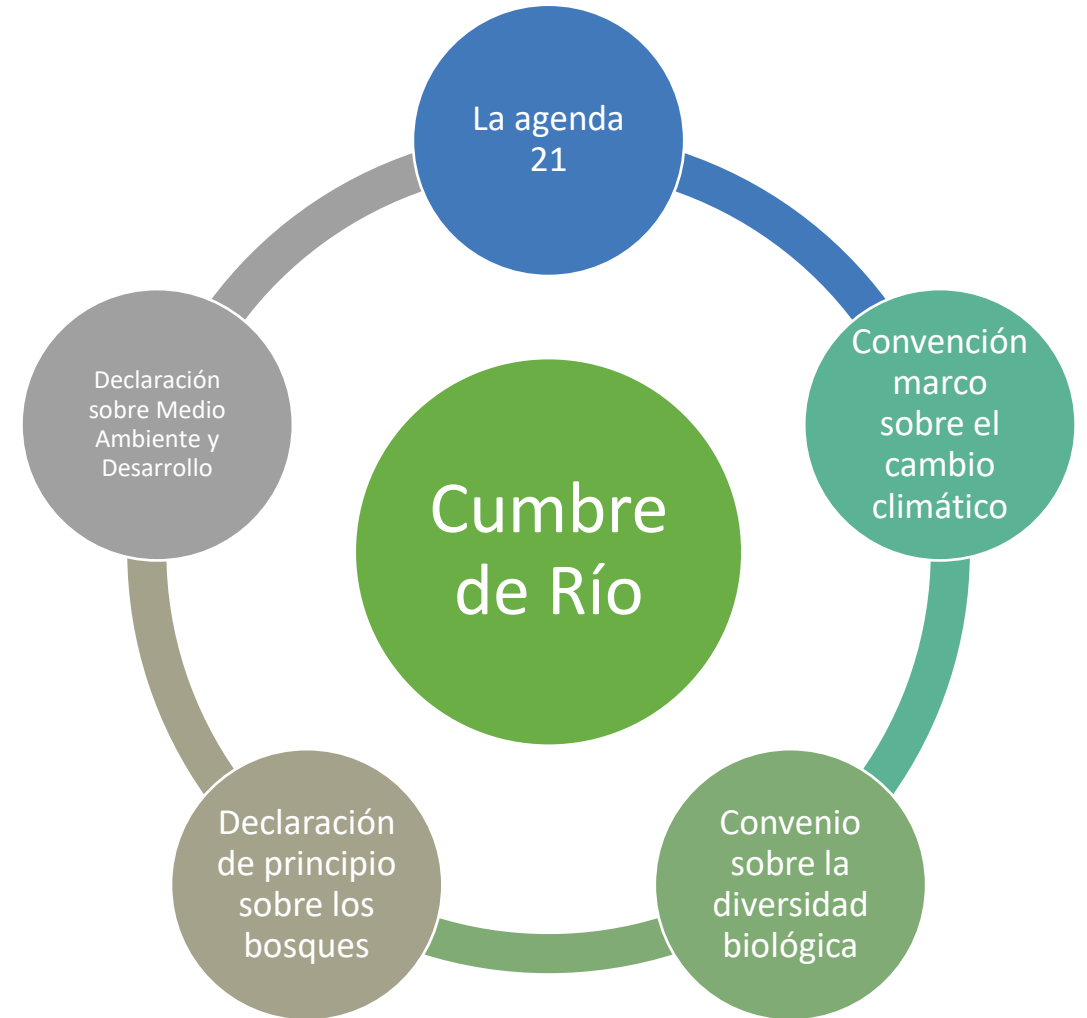 La agenda
21
Convención
marco
sobre el
cambio
climático
Convenio
sobre la
diversidad
biológica
Declaración
de principio
sobre los
bosques
Declaración
sobre Medio
Ambiente y
Desarrollo
Cumbre
de Río